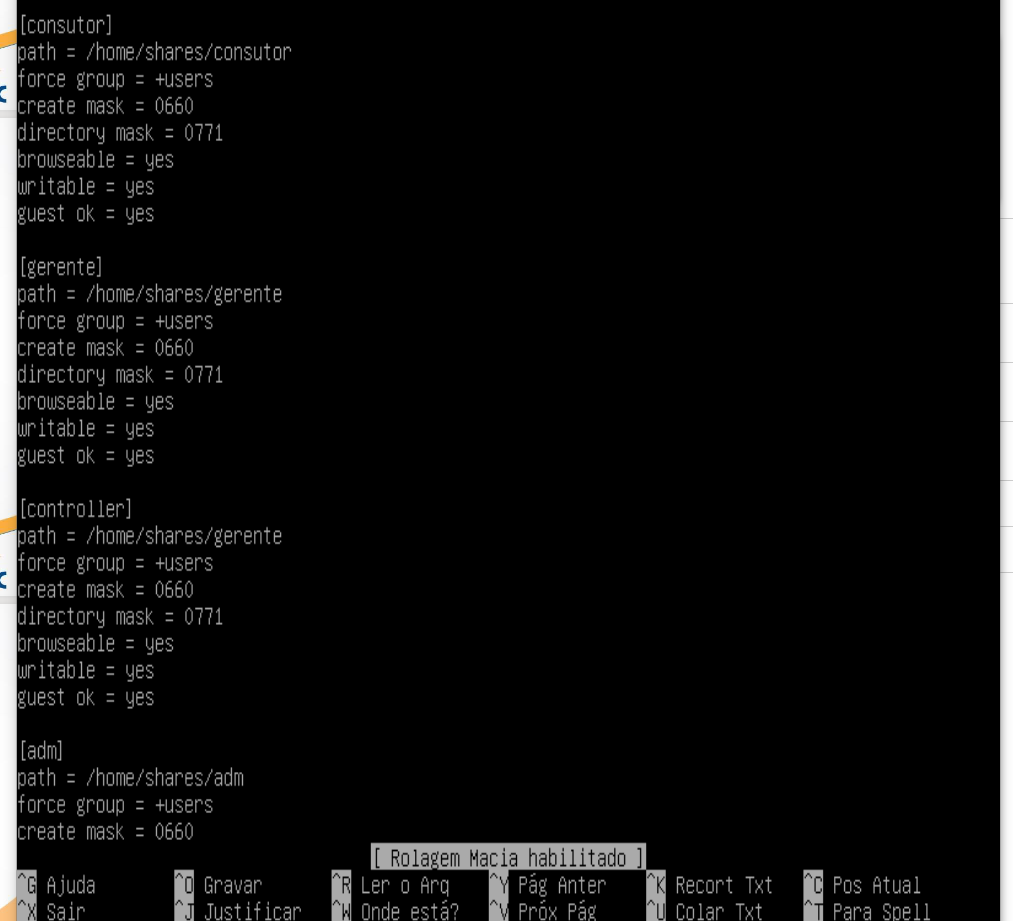 [consutor]
path = /home/shares/consutor
force group = +users
create mask = 0660
directory mask = 0771
browseable = yes
writable = yes
guest ok = yes
[gerente]
path = /home/shares/gerente
force group = +users
create mask = 0660
directory mask = 0771
browseable = yes
writable = yes
guest ok = yes
[controller]
path = /home/shares/gerente
force group = +users
create mask = 0660
directory mask = 0771
browseable = yes
writable = yes
guest ok = yes
[adm]
path = /home/shares/adm
force group = +users
create mask = 0660
[ Rolagem Macia habilitado ]
^G Ajuda ^O Gravar ^R Ler o Arq ^Y Pág Anter ^K Recort Txt ^C Pos Atual
^X Sair ^J Justificar ^W Onde está? ^V Próx Pág ^U Colar Txt ^T Para Spell